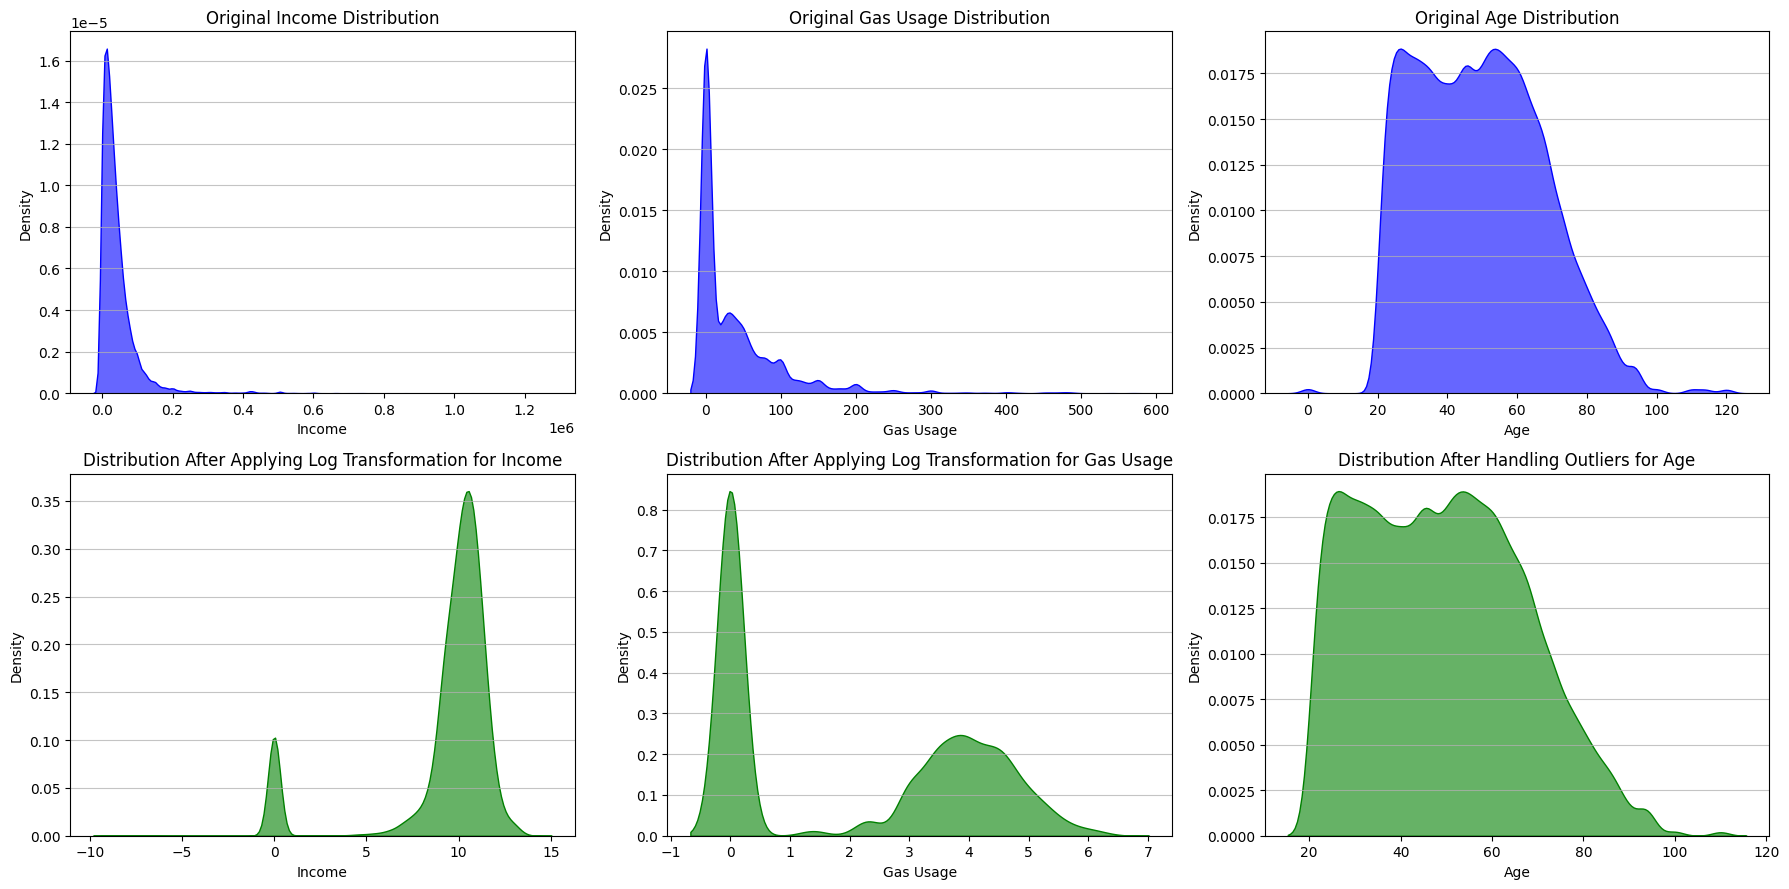 Original Income Distribution
1e−5
1.6
1.4
1.2
1.0
0.8
0.6
0.4
0.2
0.0
Density
0.0 0.2 0.4 0.6 0.8 1.0 1.2
Income
1e6
Original Gas Usage Distribution
0.025
0.020
0.015
0.010
0.005
0.000
Density
0 100 200 300 400 500 600
Gas Usage
Original Age Distribution
0.0175
0.0150
0.0125
0.0100
0.0075
0.0050
0.0025
0.0000
Density
0 20 40 60 80 100 120
Age
Distribution After Applying Log Transformation for Income
0.35
0.30
0.25
0.20
0.15
0.10
0.05
0.00
Density
−10 −5 0 5 10 15
Income
Distribution After Applying Log Transformation for Gas Usage
0.8
0.7
0.6
0.5
0.4
0.3
0.2
0.1
0.0
Density
−1 0 1 2 3 4 5 6 7
Gas Usage
Distribution After Handling Outliers for Age
0.0175
0.0150
0.0125
0.0100
0.0075
0.0050
0.0025
0.0000
Density
20 40 60 80 100 120
Age